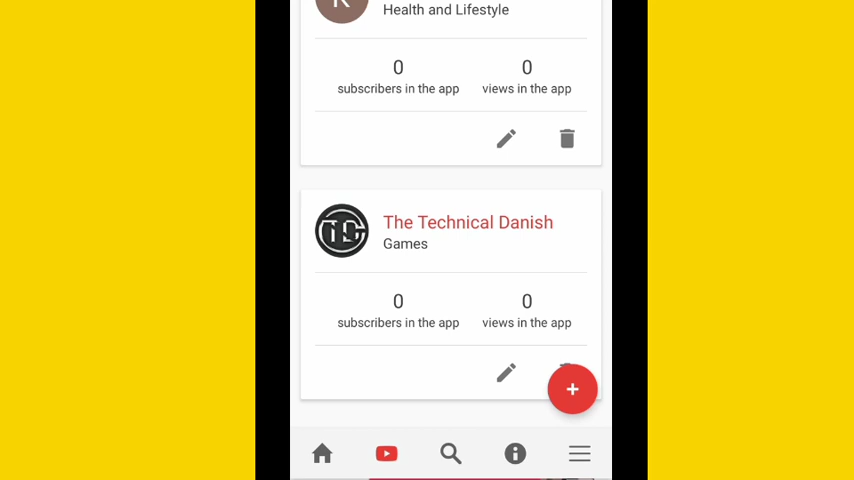 K
Health and Lifestyle
0 0
subscribers in the app views in the app
The Technical Danish
Games
0 0
subscribers in the app views in the app
+